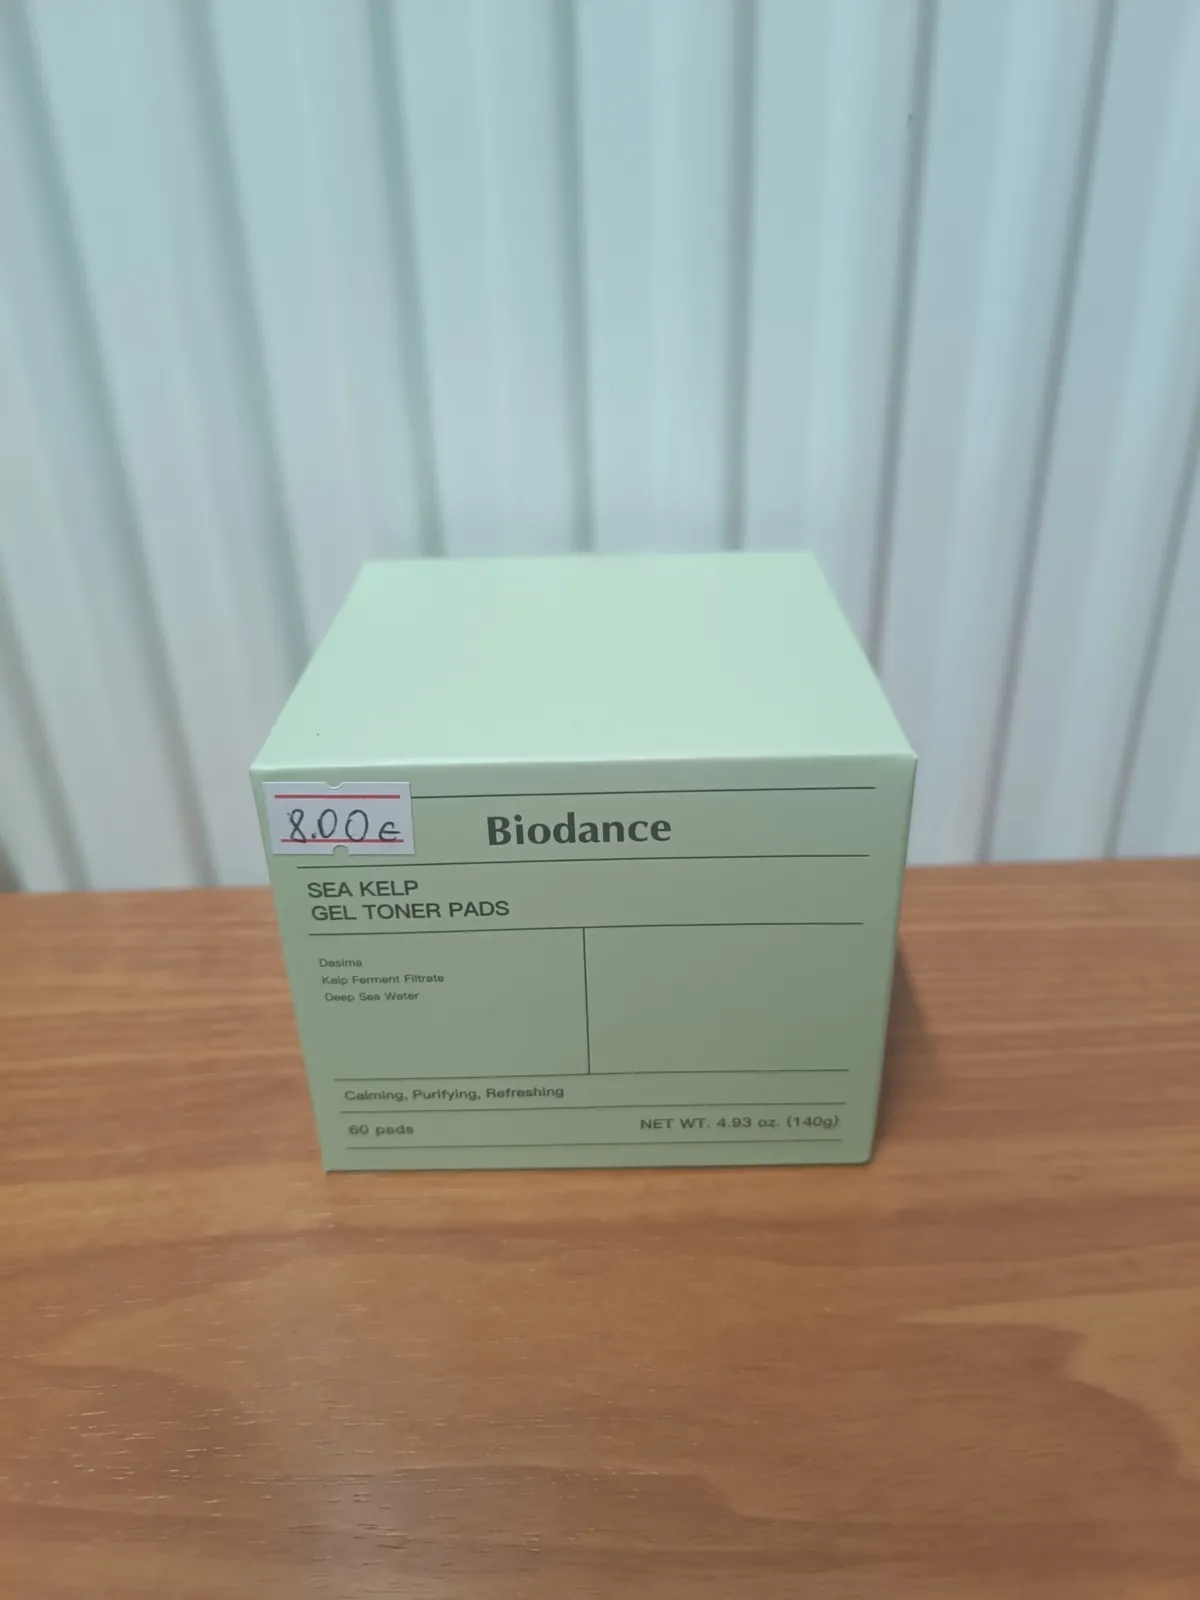 8.00€
Biodance
SEA KELP
GEL TONER PADS
Dasima
Kelp Ferment Filtrate
Deep Sea Water
Calming, Purifying, Refreshing
60 pads
NET WT. 4.93 oz. (140g)